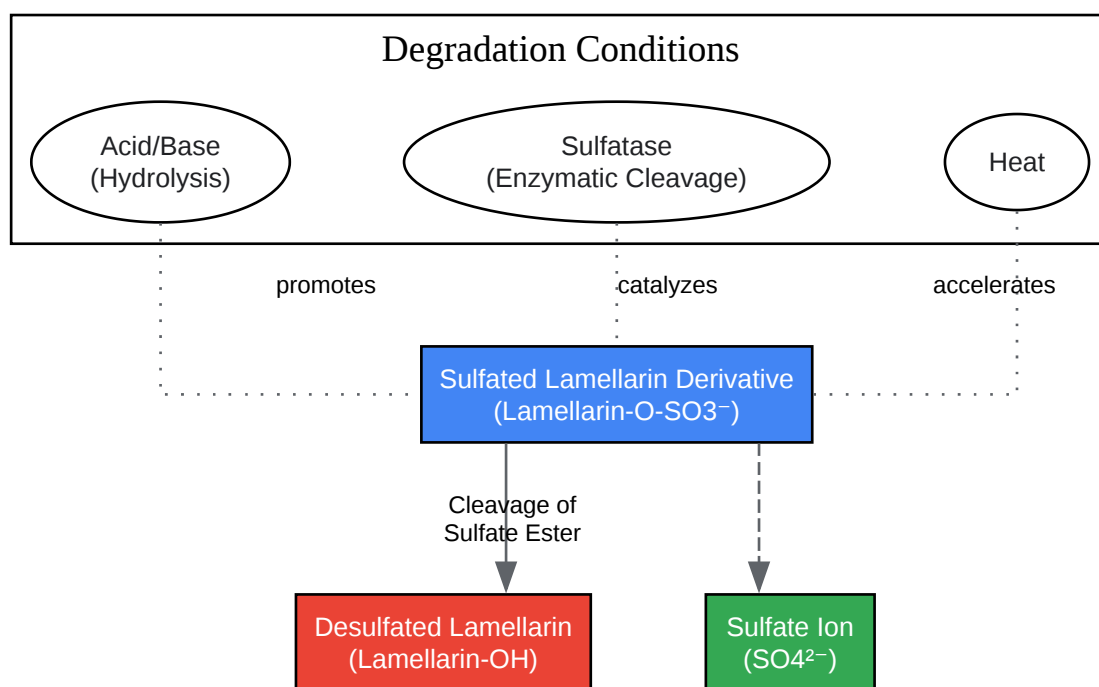 Degradation Conditions
Acid/Base
(Hydrolysis)
Sulfatase
(Enzymatic Cleavage)
Heat
promotes
catalyzes
accelerates
Sulfated Lamellarin Derivative
(Lamellarin-O-SO3⁻)
Cleavage of
Sulfate Ester
Desulfated Lamellarin
(Lamellarin-OH)
Sulfate Ion
(SO4²⁻)